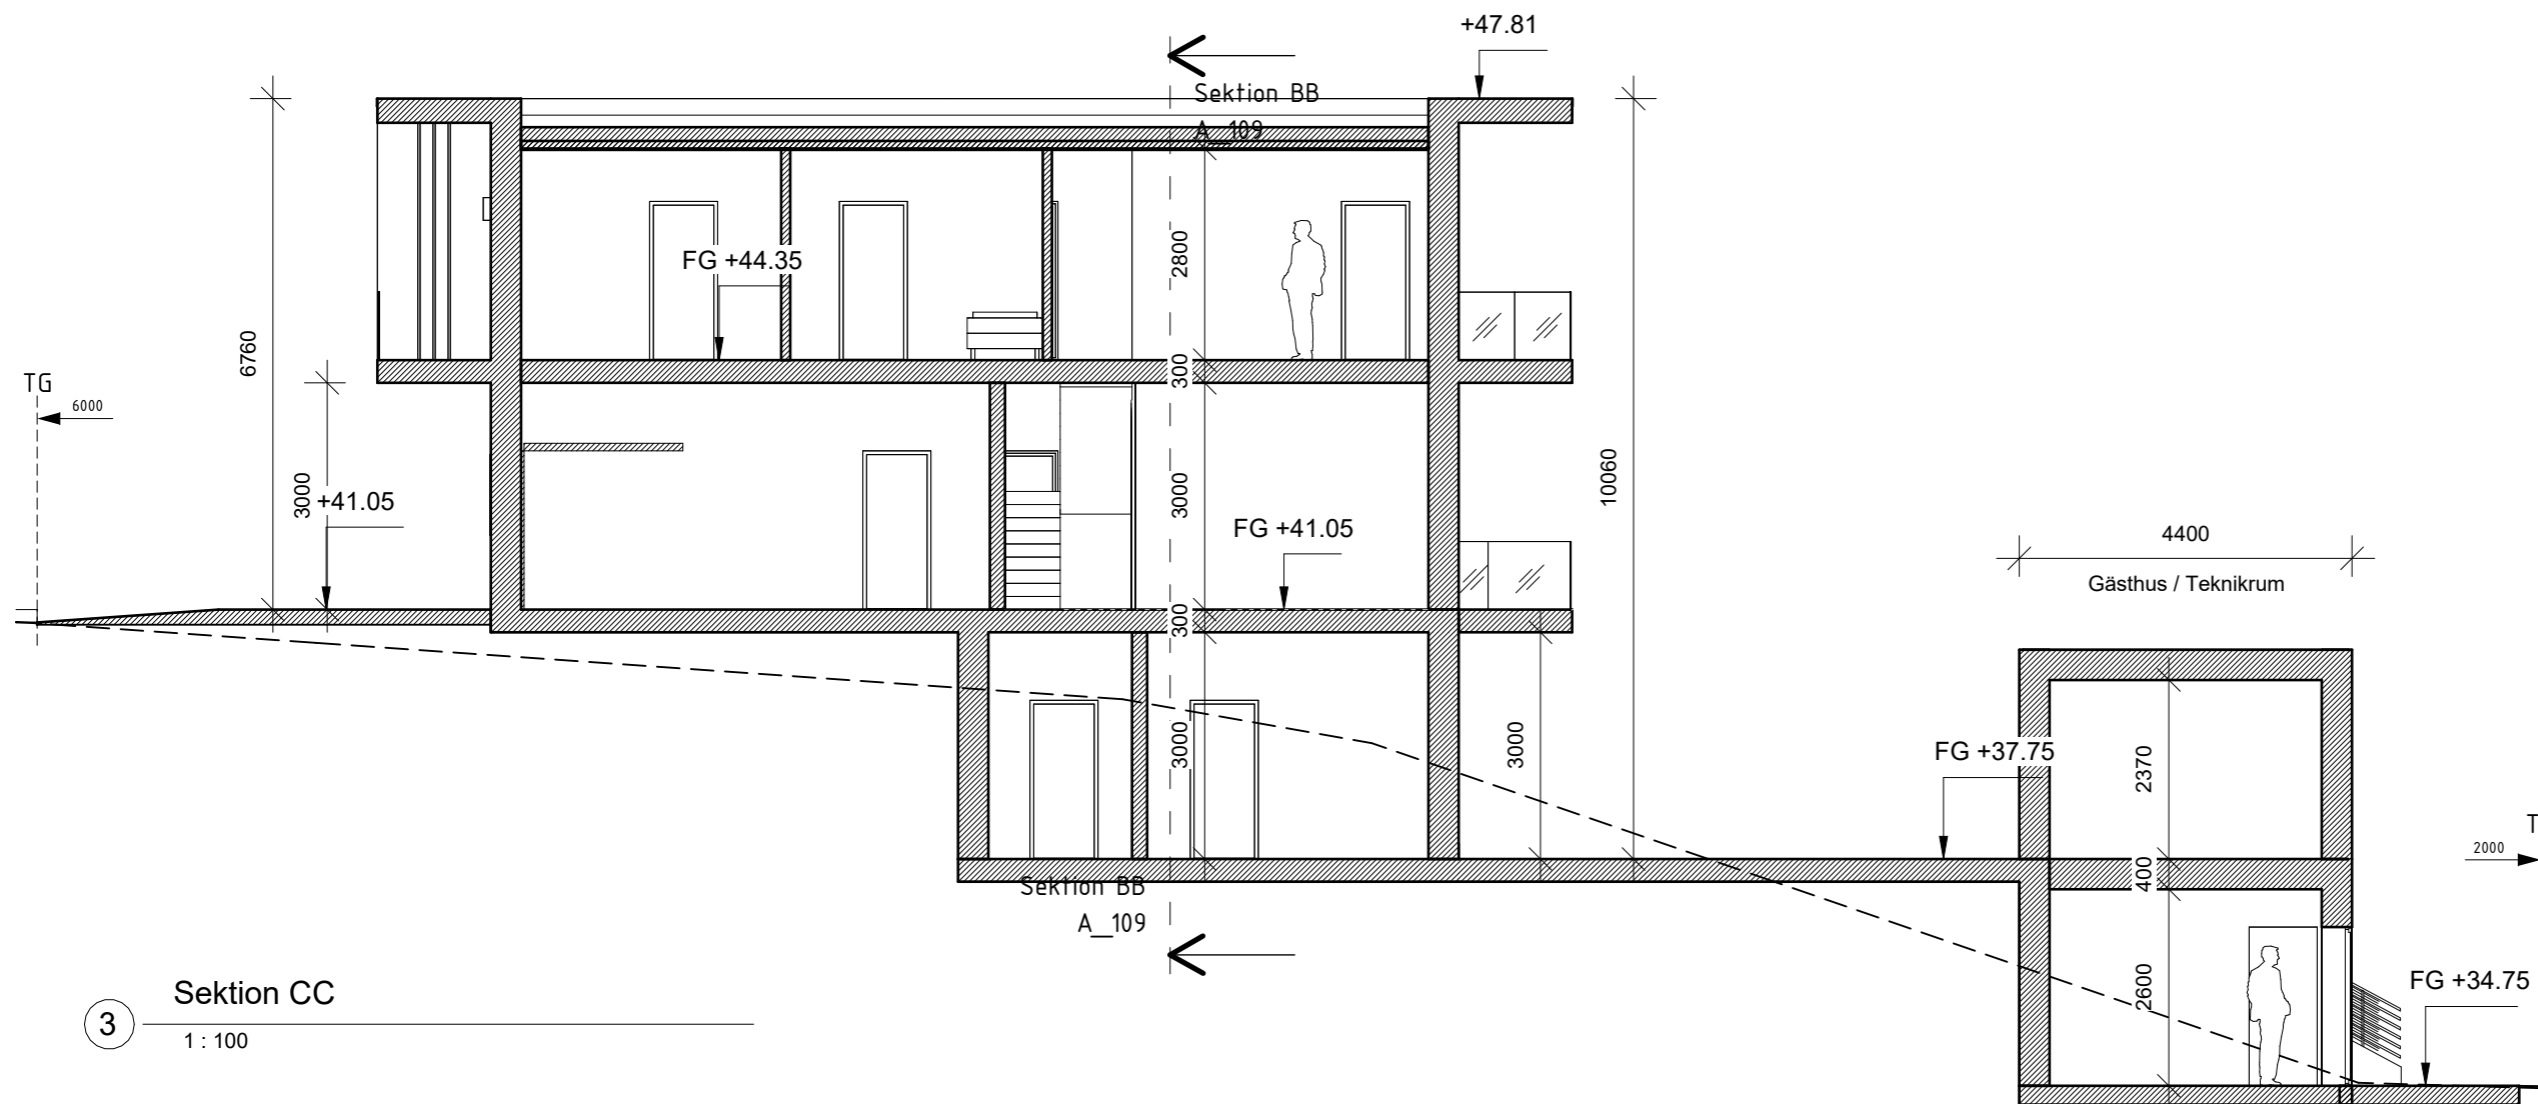 +47.81
Sektion BB
A_109
2800
FG +44.35
6760
300
TG
6000
3000
+41.05
3000
FG +41.05
10060
4400
Gästhus / Teknikrum
300
3000
3000
FG +37.75
2370
T
2000
400
Sektion BB
A_109
2600
FG +34.75
Sektion CC
3
1 : 100